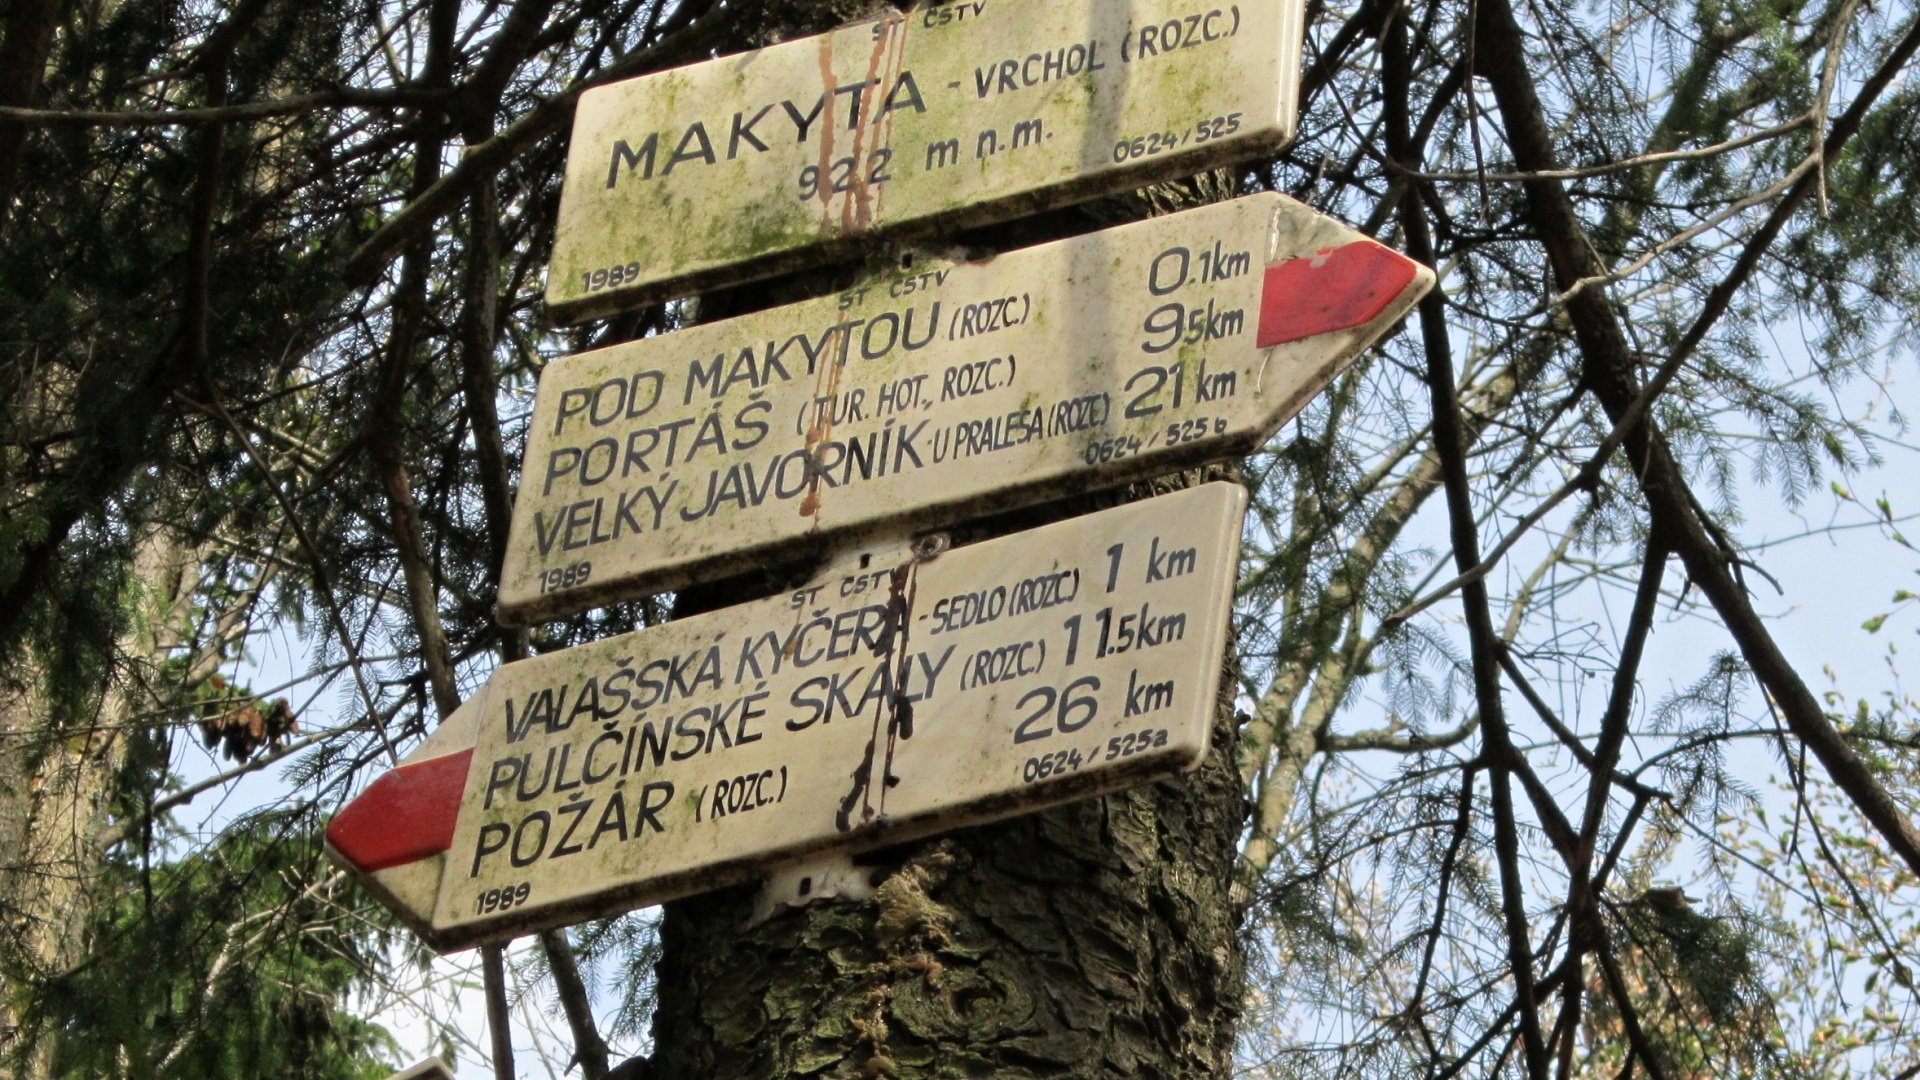 ST ČSTV
MAKYTA - VRCHOL (ROZC.)
922 m n.m.
0624/525
1989
ST ČSTV
POD MAKYTOU (ROZC.) 0.1km
PORTÁŠ (TUR. HOT., ROZC.) 9.5km
VELKÝ JAVORNÍK-U PRALESA (ROZC) 21 km
0624/525b
1989
ST ČSTV
VALAŠSKÁ KYČERA - SEDLO (ROZC) 1 km
PULČÍNSKÉ SKÁLY (ROZC.) 11.5km
POŽÁR (ROZC.) 26 km
0624/525a
1989